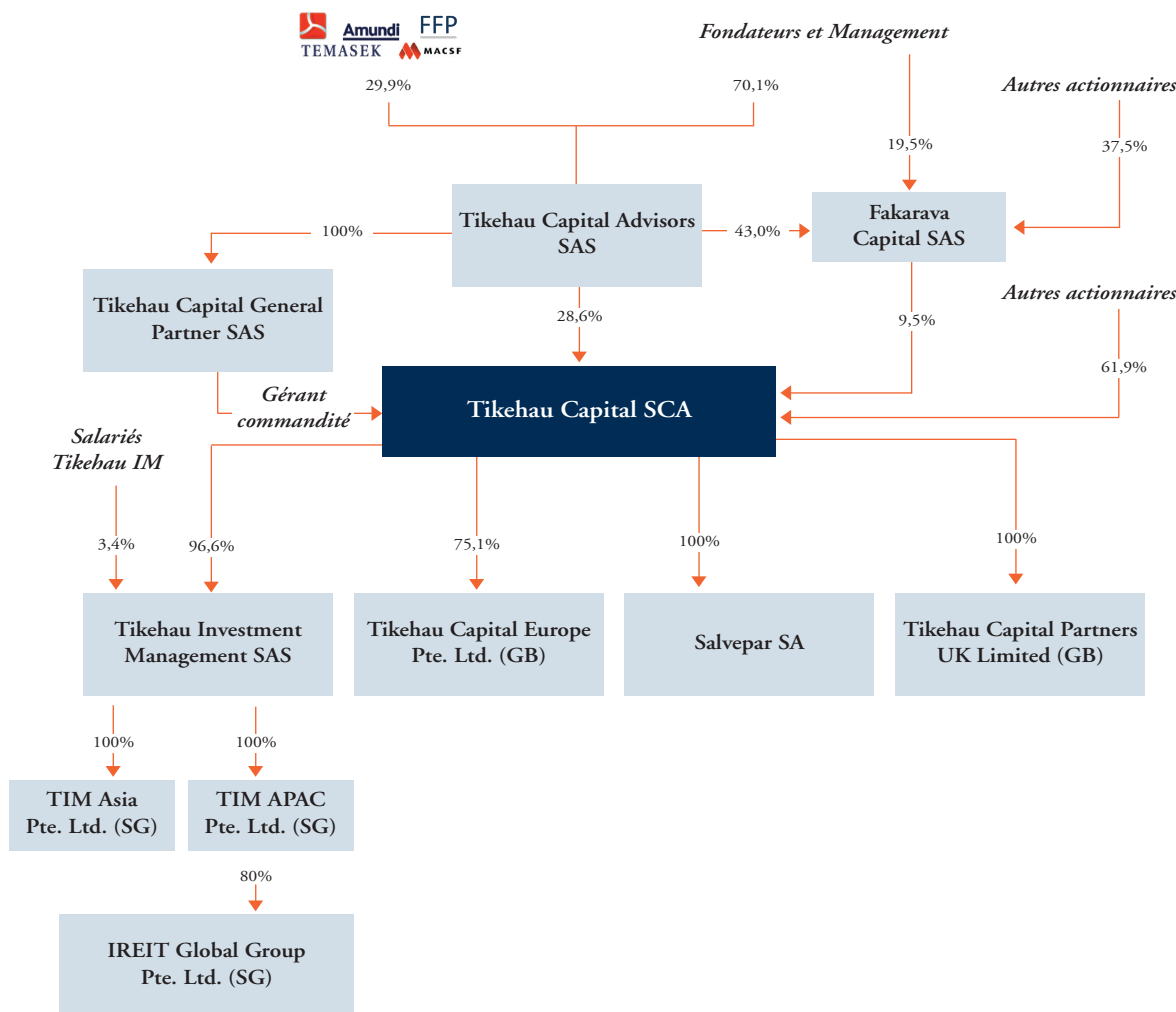 Amundi
FFP
TEMASEK
MACSF
Fondateurs et Management
29,9%
70,1%
Autres actionnaires
19,5%
37,5%
Tikehau Capital Advisors
SAS
Fakarava
Capital SAS
100%
43,0%
Tikehau Capital General
Partner SAS
28,6%
9,5%
Autres actionnaires
61,9%
Gérant
commandité
Tikehau Capital SCA
Salariés
Tikehau IM
3,4%
96,6%
75,1%
100%
100%
Tikehau Investment
Management SAS
Tikehau Capital Europe
Pte. Ltd. (GB)
Salvepar SA
Tikehau Capital Partners
UK Limited (GB)
100%
100%
TIM Asia
Pte. Ltd. (SG)
TIM APAC
Pte. Ltd. (SG)
80%
IREIT Global Group
Pte. Ltd. (SG)